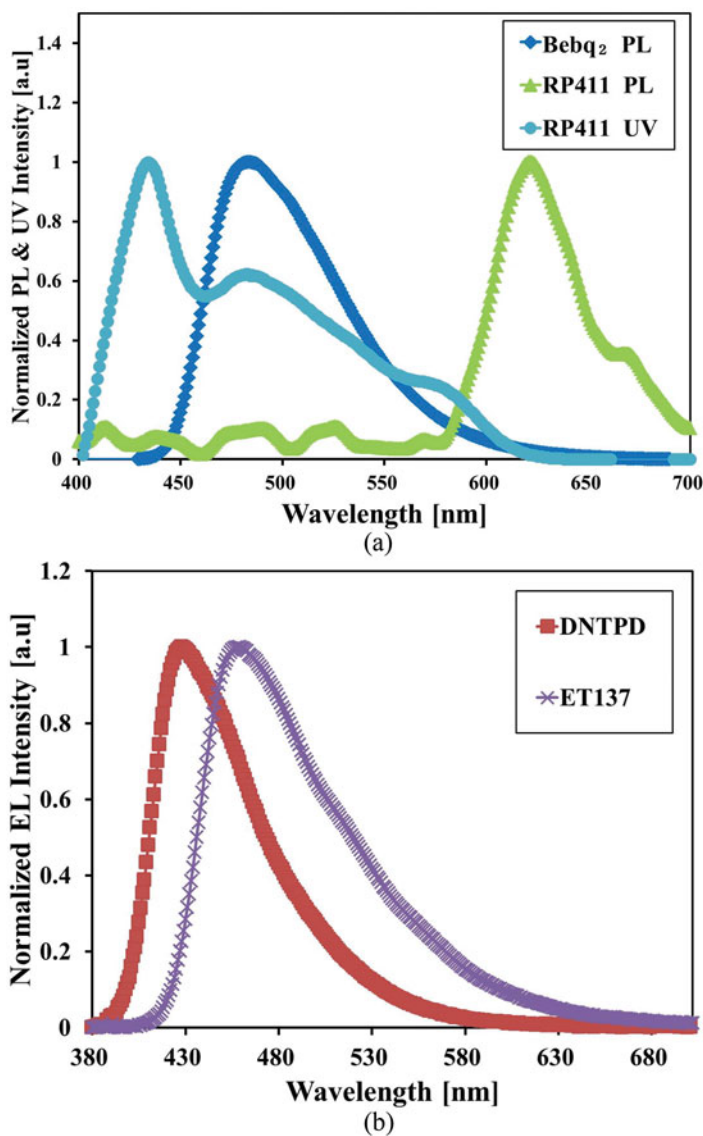 Normalized PL & UV Intensity [a.u]
1.4
1.2
1
0.8
0.6
0.4
0.2
0
Bebq₂ PL
RP411 PL
RP411 UV
400 450 500 550 600 650 700
Wavelength [nm]
(a)
Normalized EL Intensity [a.u]
1.2
1
0.8
0.6
0.4
0.2
0
DNTPD
ET137
380 430 480 530 580 630 680
Wavelength [nm]
(b)